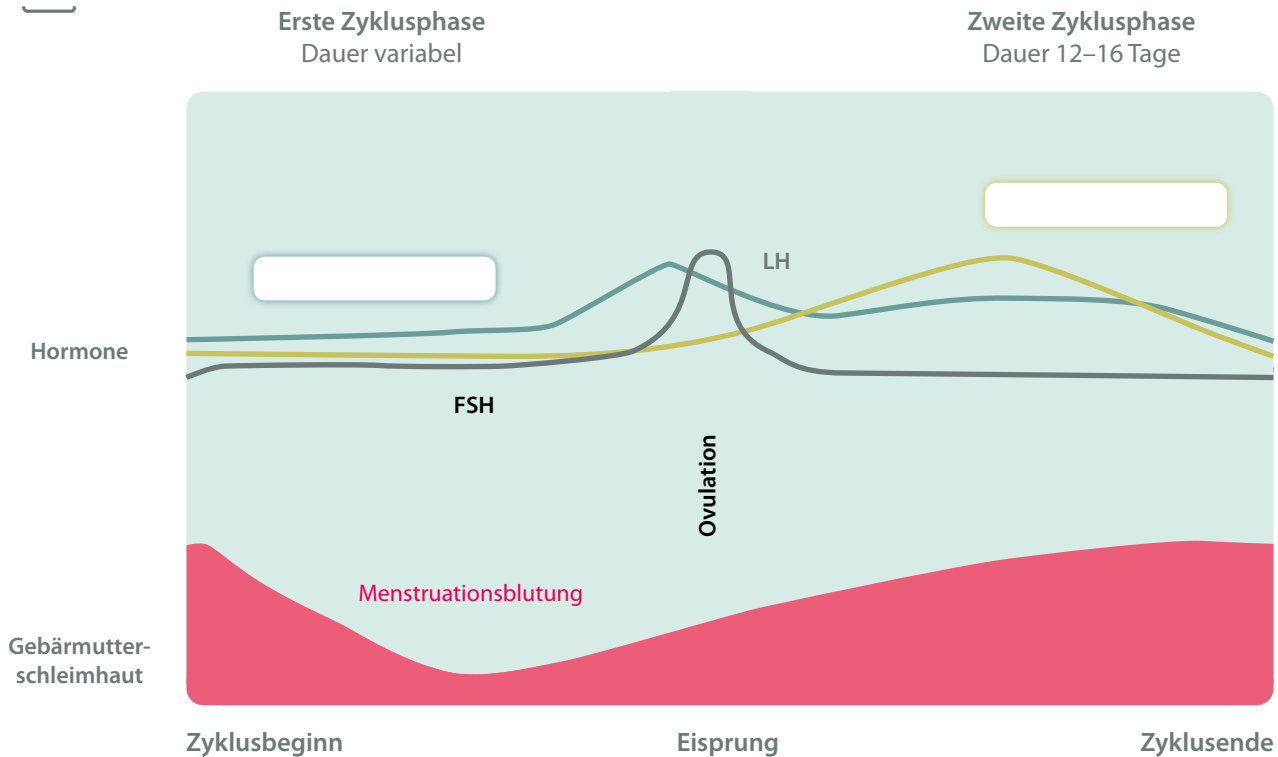 Erste Zyklusphase
Dauer variabel
Zweite Zyklusphase
Dauer 12–16 Tage
LH
Hormone
FSH
Ovulation
Menstruationsblutung
Gebärmutter-
schleimhaut
Zyklusbeginn
Eisprung
Zyklusende